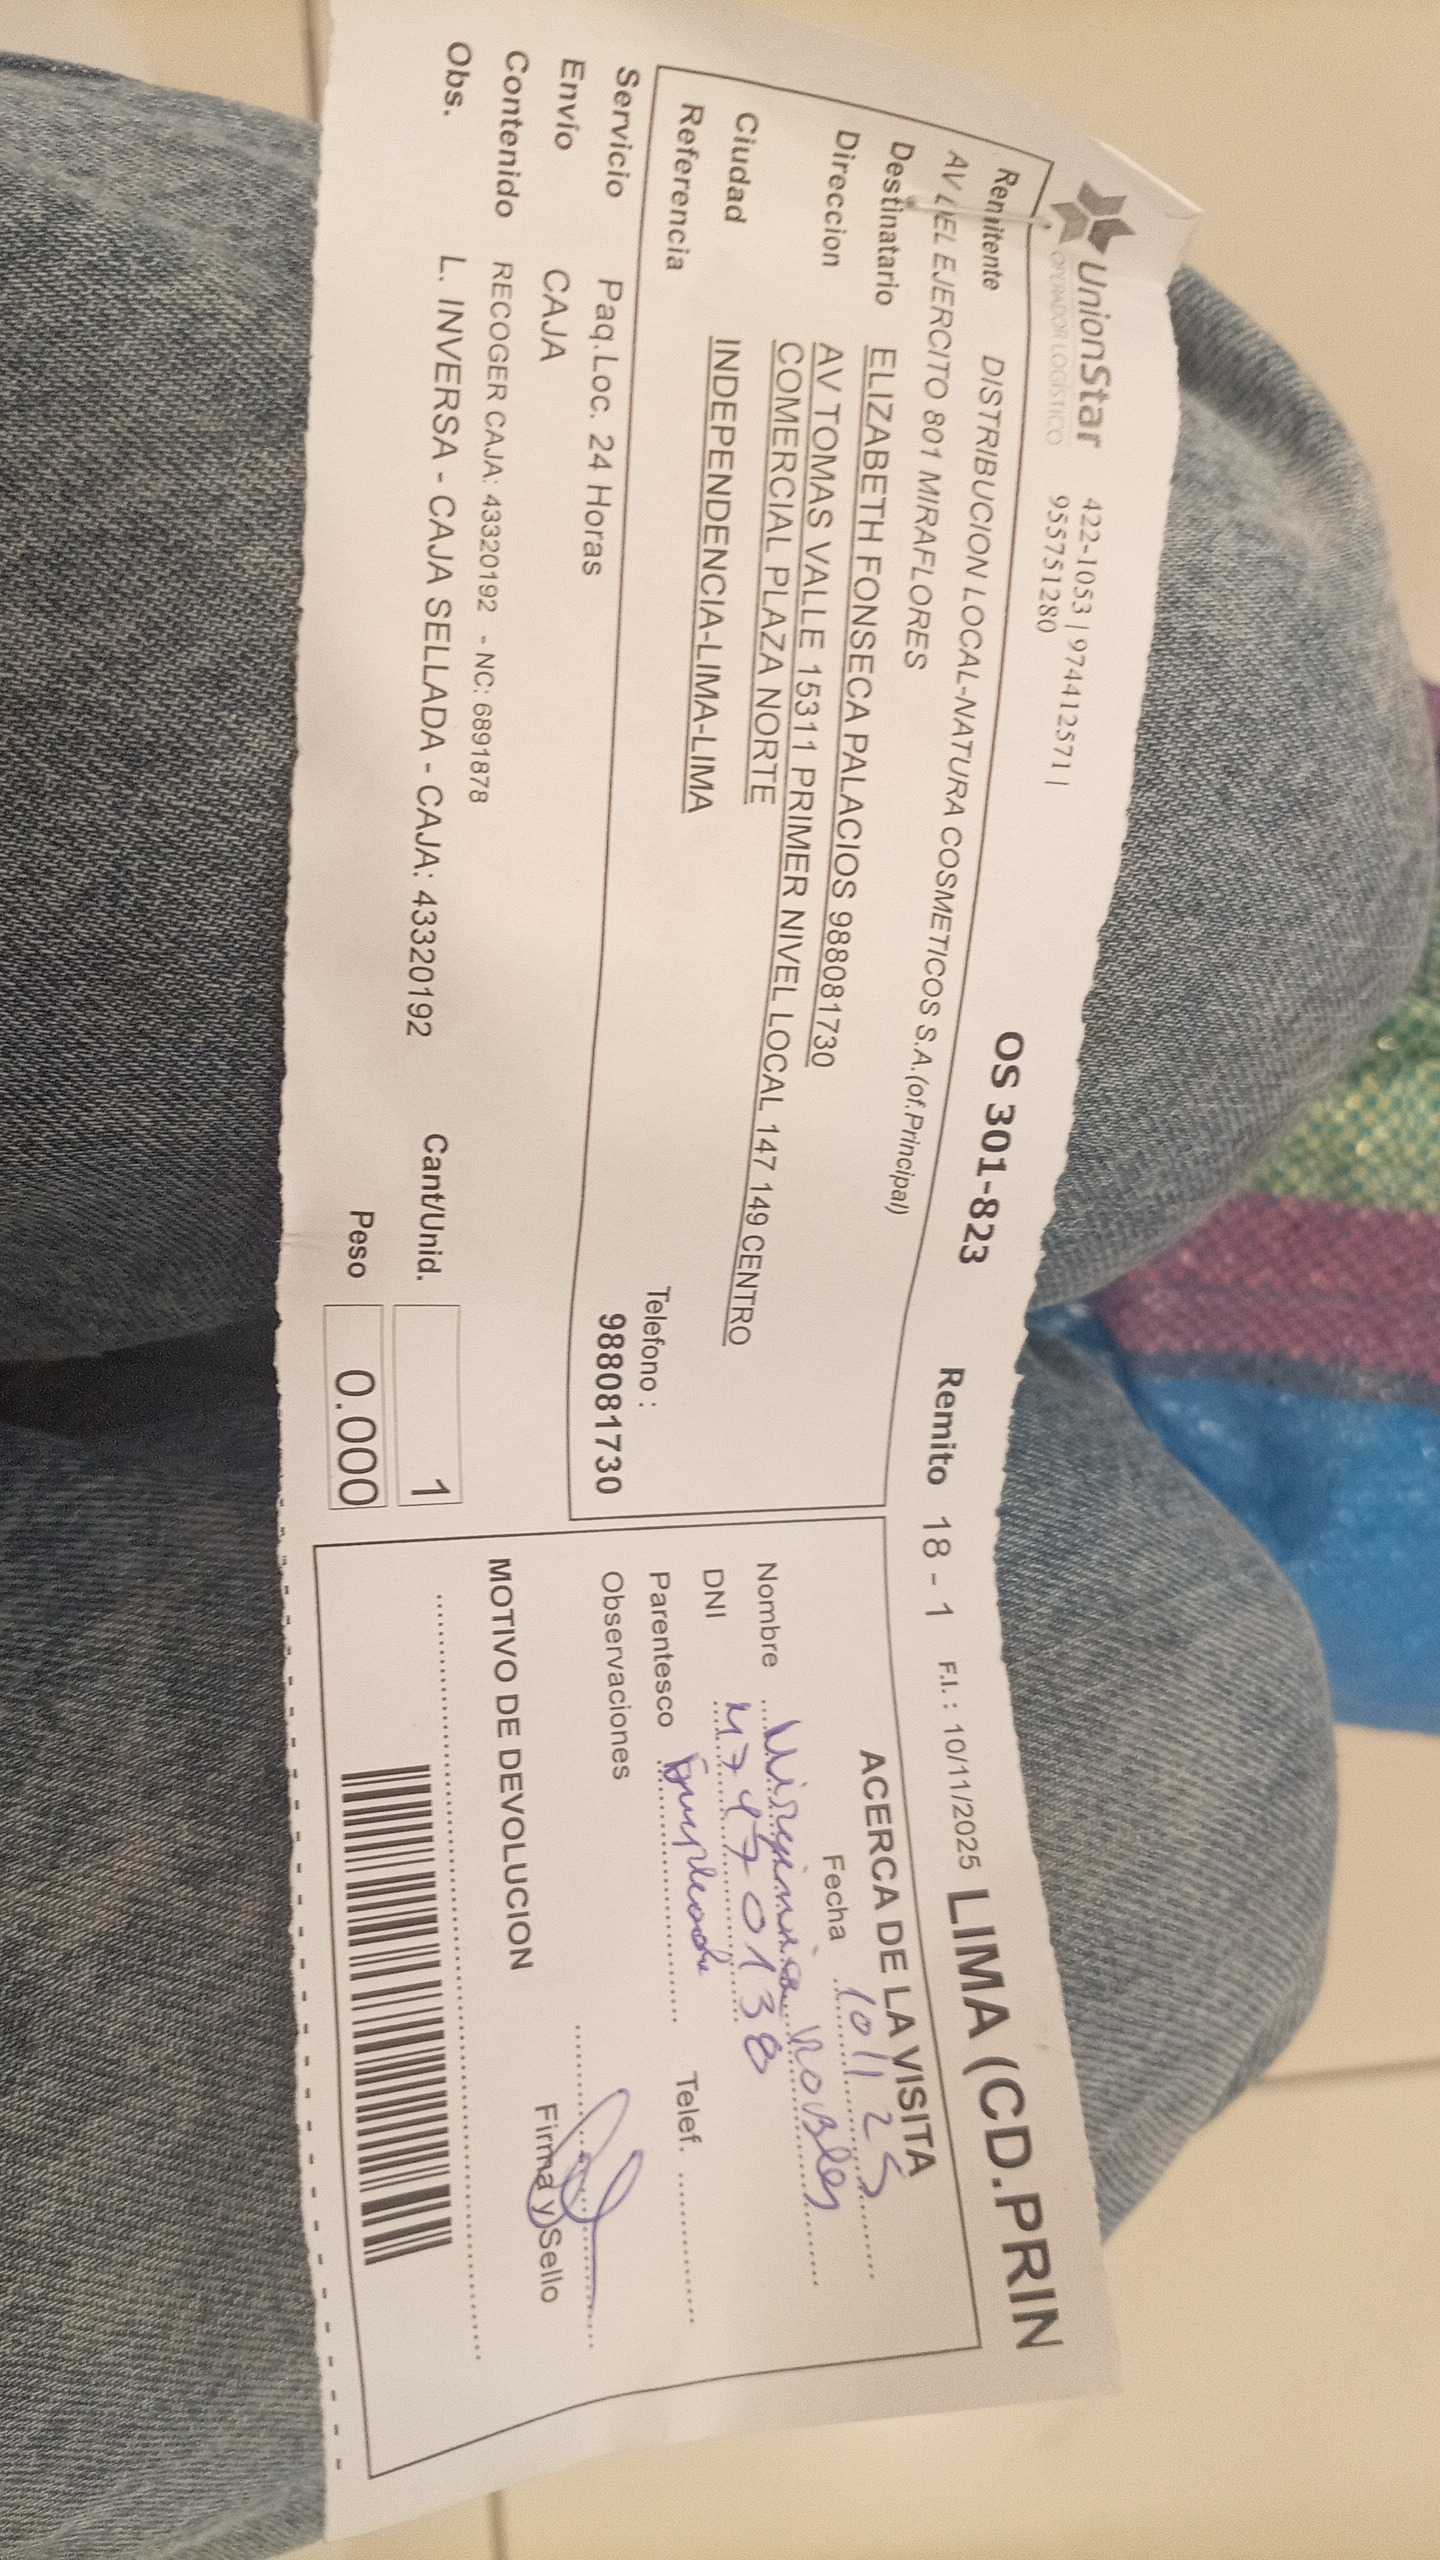 UnionStar
OPERADOR LOGÍSTICO
422-1053 | 974412571 |
955751280
OS 301-823
Remito 18 - 1 F.I. : 10/11/2025 LIMA (CD.PRIN
Remitente DISTRIBUCION LOCAL-NATURA COSMETICOS S.A.(of.Principal)
AV DEL EJERCITO 801 MIRAFLORES
Destinatario ELIZABETH FONSECA PALACIOS 988081730
Direccion AV TOMAS VALLE 15311 PRIMER NIVEL LOCAL 147 149 CENTRO
COMERCIAL PLAZA NORTE
Ciudad INDEPENDENCIA-LIMA-LIMA
Referencia
Telefono :
988081730
Servicio Paq.Loc. 24 Horas
Envío CAJA
Contenido RECOGER CAJA: 43320192 - NC: 6891878
Obs. L. INVERSA - CAJA SELLADA - CAJA: 43320192
Cant/Unid. 1
Peso 0.000
ACERCA DE LA VISITA
Fecha 10 11 25
Nombre Robles
DNI
Parentesco Telef.
Observaciones
Firma y Sello
MOTIVO DE DEVOLUCION